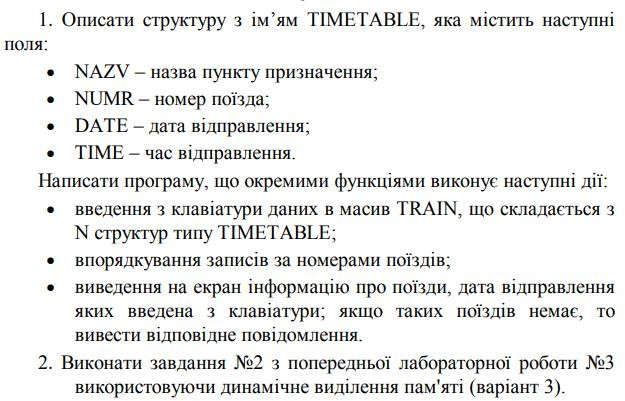 1. Описати структуру з ім’ям TIMETABLE, яка містить наступні
поля:
• NAZV – назва пункту призначення;
• NUMR – номер поїзда;
• DATE – дата відправлення;
• TIME – час відправлення.
Написати програму, що окремими функціями виконує наступні дії:
• введення з клавіатури даних в масив TRAIN, що складається з
N структур типу TIMETABLE;
• впорядкування записів за номерами поїздів;
• виведення на екран інформацію про поїзди, дата відправлення
яких введена з клавіатури; якщо таких поїздів немає, то
вивести відповідне повідомлення.
2. Виконати завдання №2 з попередньої лабораторної роботи №3
використовуючи динамічне виділення пам'яті (варіант 3).